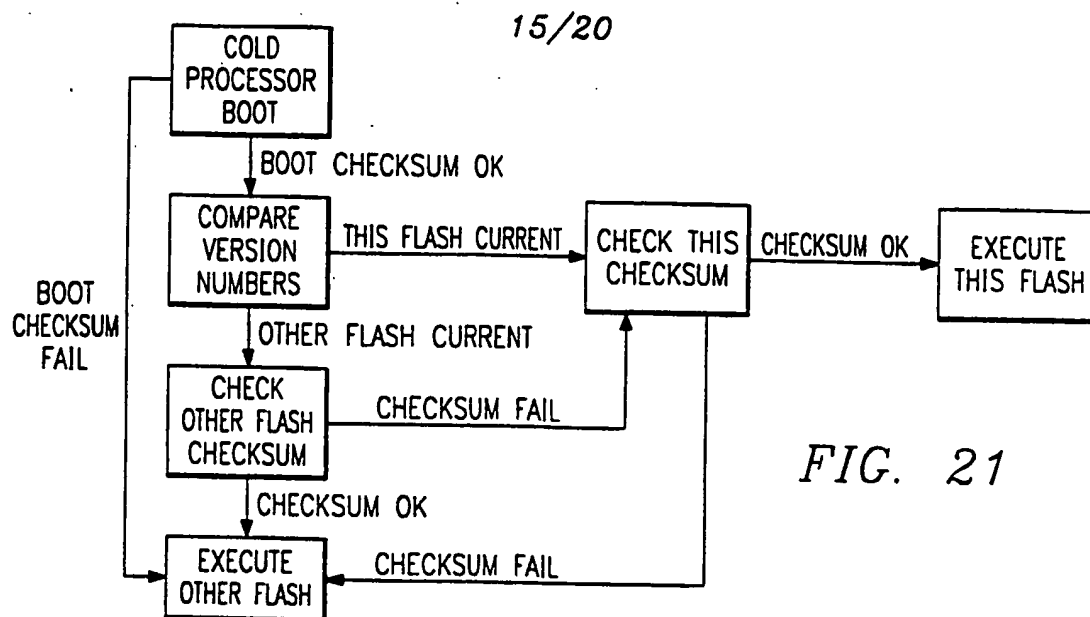 15/20
COLD
PROCESSOR
BOOT
BOOT CHECKSUM OK
COMPARE
VERSION
NUMBERS
THIS FLASH CURRENT
CHECK THIS
CHECKSUM
CHECKSUM OK
EXECUTE
THIS FLASH
BOOT
CHECKSUM
FAIL
OTHER FLASH CURRENT
CHECK
OTHER FLASH
CHECKSUM
CHECKSUM FAIL
FIG. 21
CHECKSUM OK
EXECUTE
OTHER FLASH
CHECKSUM FAIL